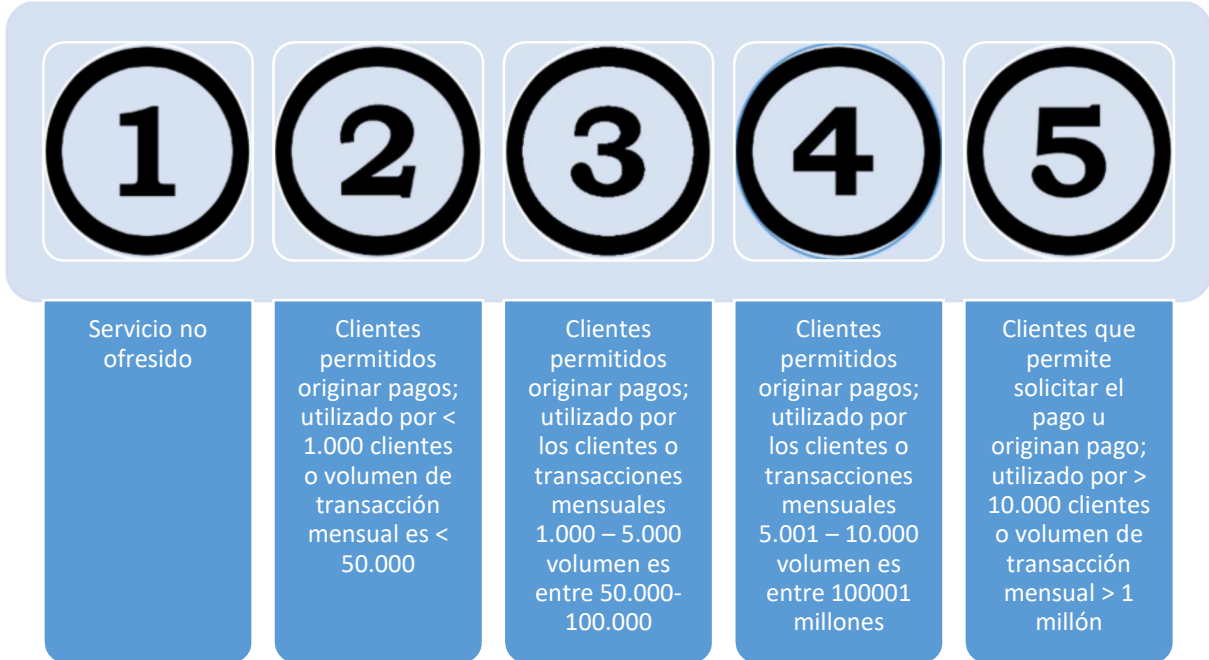 1
2
3
4
5
Servicio no
ofresido
Clientes
permitidos
originar pagos;
utilizado por <
1.000 clientes
o volumen de
transacción
mensual es <
50.000
Clientes
permitidos
originar pagos;
utilizado por
los clientes o
transacciones
mensuales
1.000 – 5.000
volumen es
entre 50.000-
100.000
Clientes
permitidos
originar pagos;
utilizado por
los clientes o
transacciones
mensuales
5.001 – 10.000
volumen es
entre 100001
millones
Clientes que
permite
solicitar el
pago u
originan pago;
utilizado por >
10.000 clientes
o volumen de
transacción
mensual > 1
millón